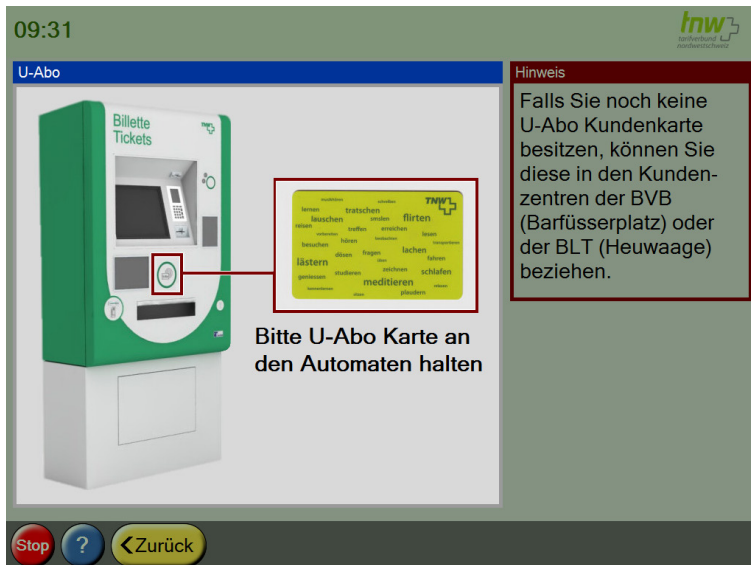 09:31
tnw
tarifverbund
nordwestschweiz
U-Abo
Hinweis
Billette
Tickets
TNW
meditieren
lernen tratschen
lauschen senden flirten
reisen treffen erreichen lesen
besuchen hören
dösen fragen lachen
lästern fahren
geniessen studieren zeichnen schlafen
meditieren
plaudern
Bitte U-Abo Karte an
den Automaten halten
Falls Sie noch keine
U-Abo Kundenkarte
besitzen, können Sie
diese in den Kunden-
zentren der BVB
(Barfüsserplatz) oder
der BLT (Heuwaage)
beziehen.
Stop
?
Zurück